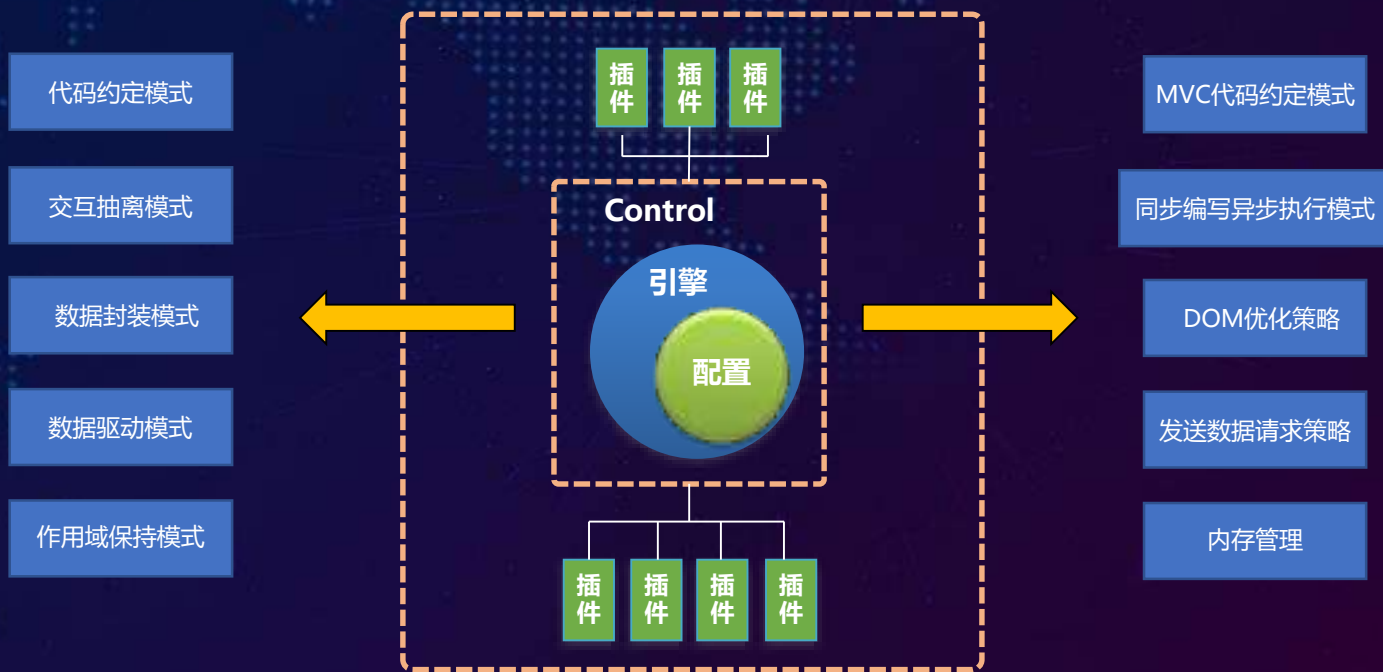 代码约定模式
交互抽离模式
数据封装模式
数据驱动模式
作用域保持模式
插件
插件
插件
Control
引擎
配置
插件
插件
插件
插件
MVC代码约定模式
同步编写异步执行模式
DOM优化策略
发送数据请求策略
内存管理